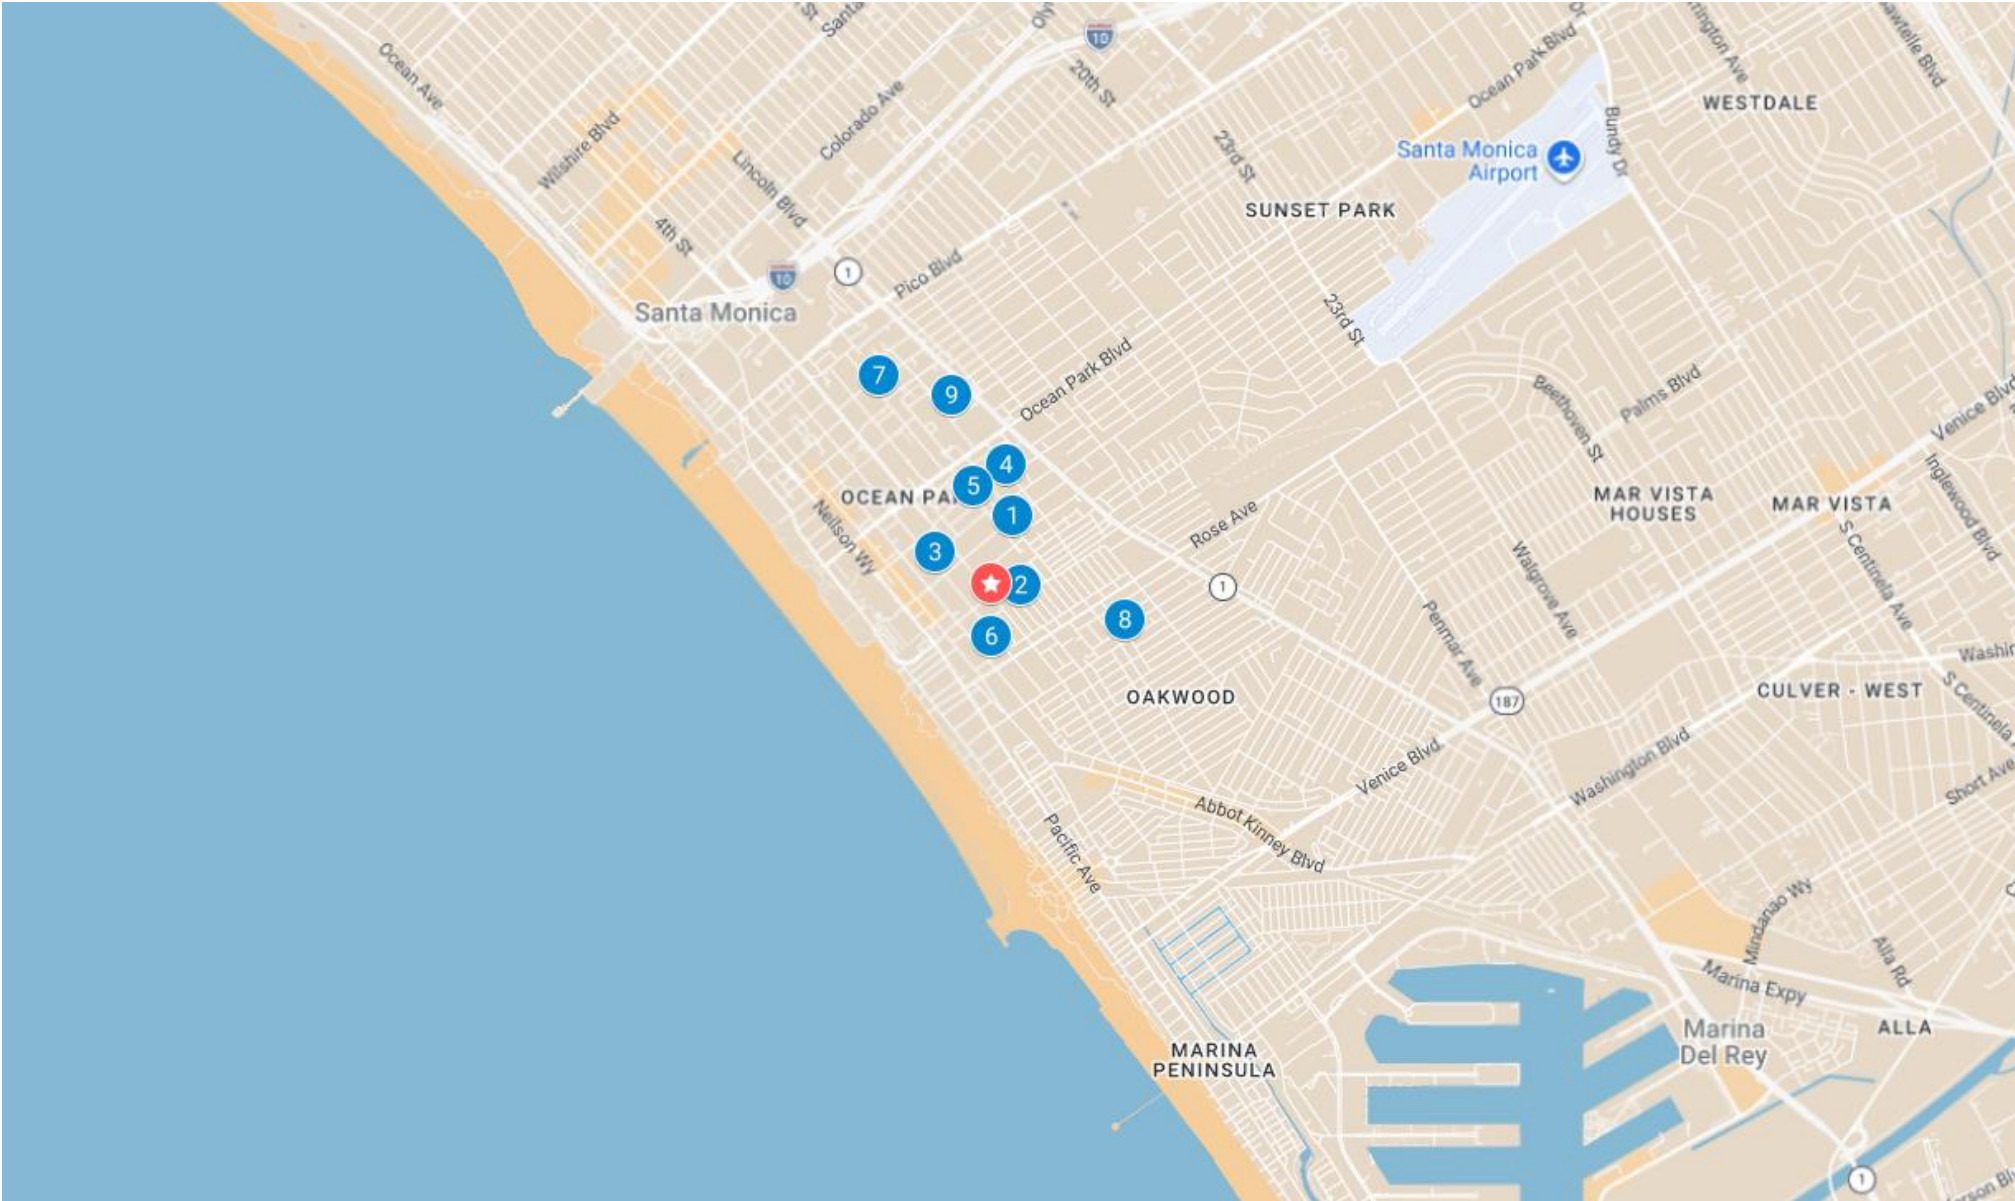 Ocean Ave
Wilshire Blvd
Lincoln Blvd
Colorado Ave
4th St
10
20th St
23rd St
Ocean Park Blvd
Bundy Dr
WESTDALE
Santa Monica
Airport
SUNSET PARK
10
1
Pico Blvd
Santa Monica
23rd St
7
9
Ocean Park Blvd
Beethoven St
Palms Blvd
Venice Blvd
Inglewood Blvd
4
5
1
OCEAN PA
Neilson Wy
3
2
6
8
Rose Ave
1
MAR VISTA
HOUSES
MAR VISTA
S Centinela Ave
Walgrove Ave
Penmar Ave
OAKWOOD
187
CULVER - WEST
S Centinela
Washington Blvd
Venice Blvd
Short Ave
Abbot Kinney Blvd
Pacific Ave
Mindanao Wy
Alla Rd
Marina Expy
Marina
Del Rey
ALLA
MARINA
PENINSULA
1